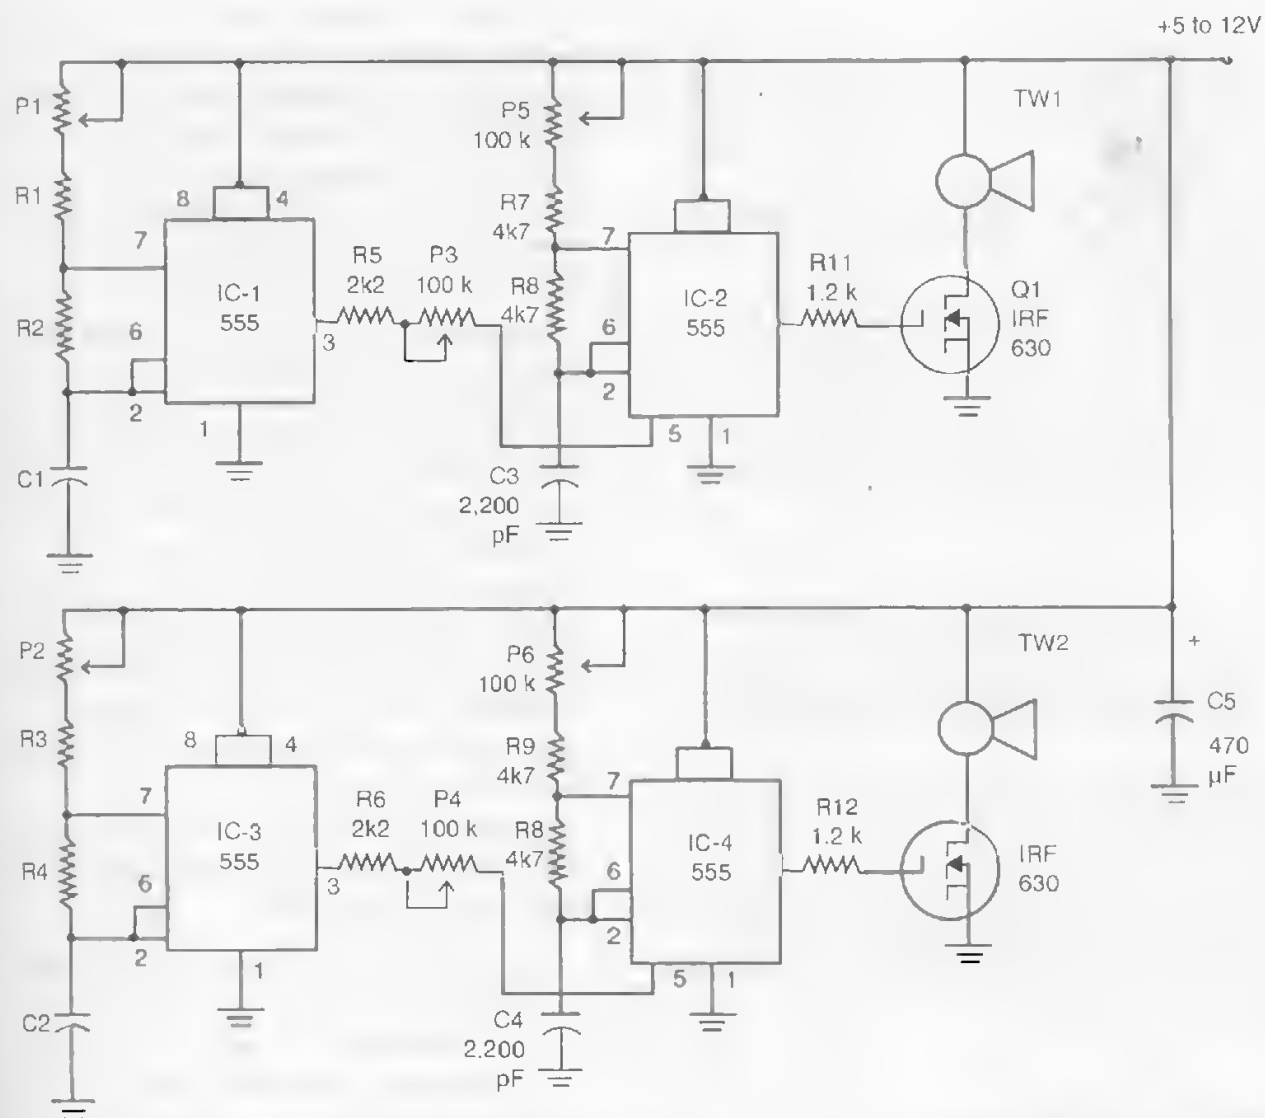 +5 to 12V
P1
R1
R2
C1
8
4
7
6
2
3
1
IC-1
555
R5
2k2
P3
100 k
P5
100 k
R7
4k7
R8
4k7
7
6
2
5
1
IC-2
555
C3
2,200
pF
R11
1.2 k
TW1
Q1
IRF
630
P2
R3
R4
C2
8
4
7
6
2
3
1
IC-3
555
R6
2k2
P4
100 k
P6
100 k
R9
4k7
R8
4k7
7
6
2
5
1
IC-4
555
C4
2.200
pF
R12
1.2 k
TW2
IRF
630
+
C5
470
µF